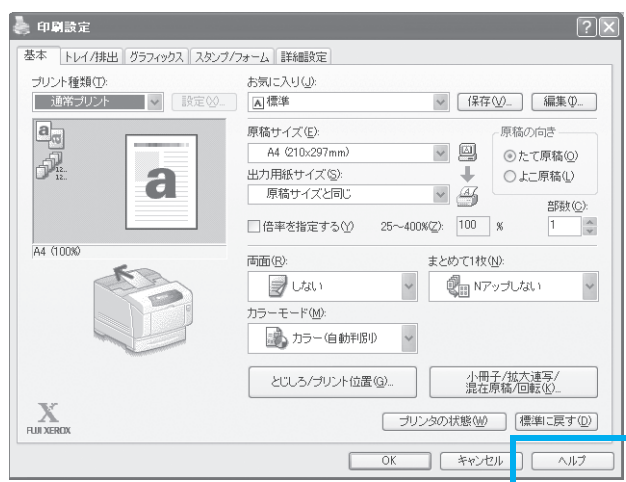 印刷設定
基本 トレイ/排出 グラフィックス スタンプ/フォーム 詳細設定
プリント種類(T):
通常プリント 設定(X)...
お気に入り(J):
A 標準 保存(V)... 編集(I)...
原稿サイズ(E):
A4 (210x297mm)
出力用紙サイズ(S):
原稿サイズと同じ
原稿の向き
たて原稿(O)
よこ原稿(L)
部数(C):
倍率を指定する(Y) 25～400%(Z): 100 % 1
a
12..
12..
a
A4 (100%)
両面(R):
しない
まとめて1枚(N):
Nアップしない
カラーモード(M):
カラー(自動判別)
とじしろ/プリント位置(G)...
小冊子/拡大連写/
混在原稿/回転(K)...
X
FUJI XEROX
プリンタの状態(W) 標準に戻す(D)
OK キャンセル ヘルプ